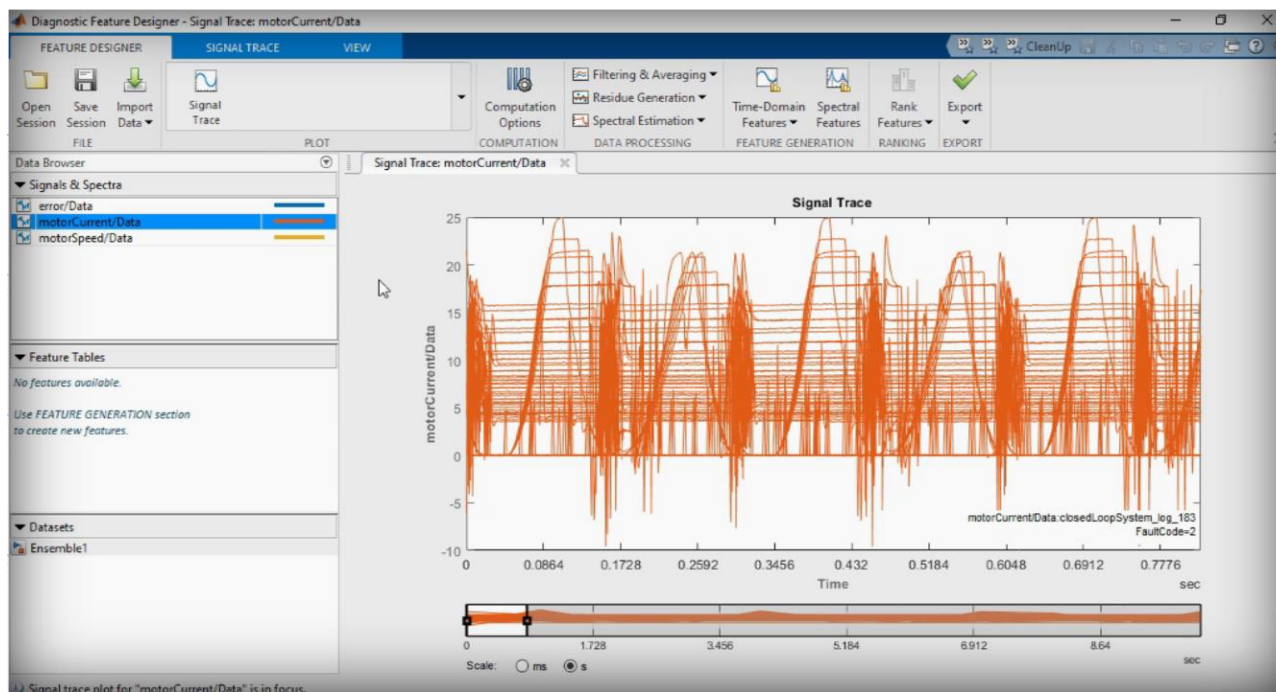 Diagnostic Feature Designer - Signal Trace: motorCurrent/Data
FEATURE DESIGNER SIGNAL TRACE VIEW CleanUp
Open Session
Save Session
Import Data
Signal Trace
Computation Options
Filtering & Averaging
Residue Generation
Spectral Estimation
Time-Domain Features
Spectral Features
Rank Features
Export
FILE PLOT COMPUTATION DATA PROCESSING FEATURE GENERATION RANKING EXPORT
Data Browser
Signals & Spectra
error/Data
motorCurrent/Data
motorSpeed/Data
Feature Tables
No features available.
Use FEATURE GENERATION section
to create new features.
Datasets
Ensemble1
Signal Trace: motorCurrent/Data
Signal Trace
25
20
15
10
5
0
-5
-10
motorCurrent/Data
motorCurrent/Data:closedLoopSystem_log_183
FaultCode=2
0 0.0864 0.1728 0.2592 0.3456 0.432 0.5184 0.6048 0.6912 0.7776
Time
sec
0 1.728 3.456 5.184 6.912 8.64
sec
Scale: ms s
Signal trace plot for "motorCurrent/Data" is in focus.